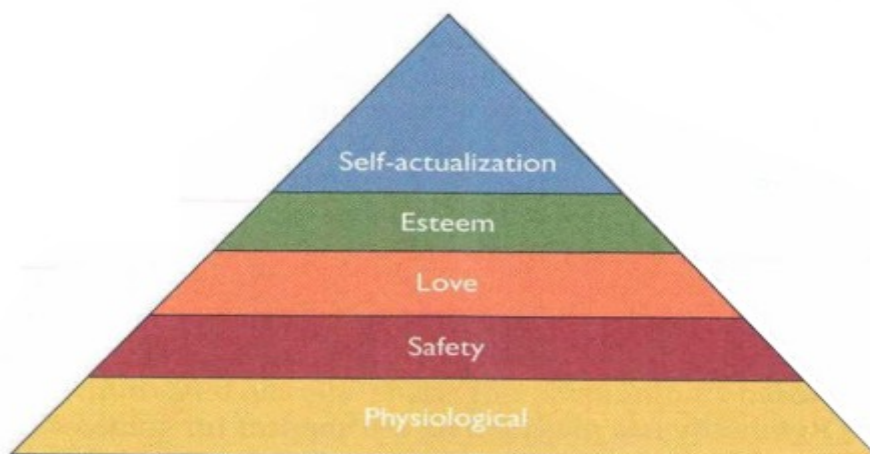 Self-actualization
Esteem
Love
Safety
Physiological